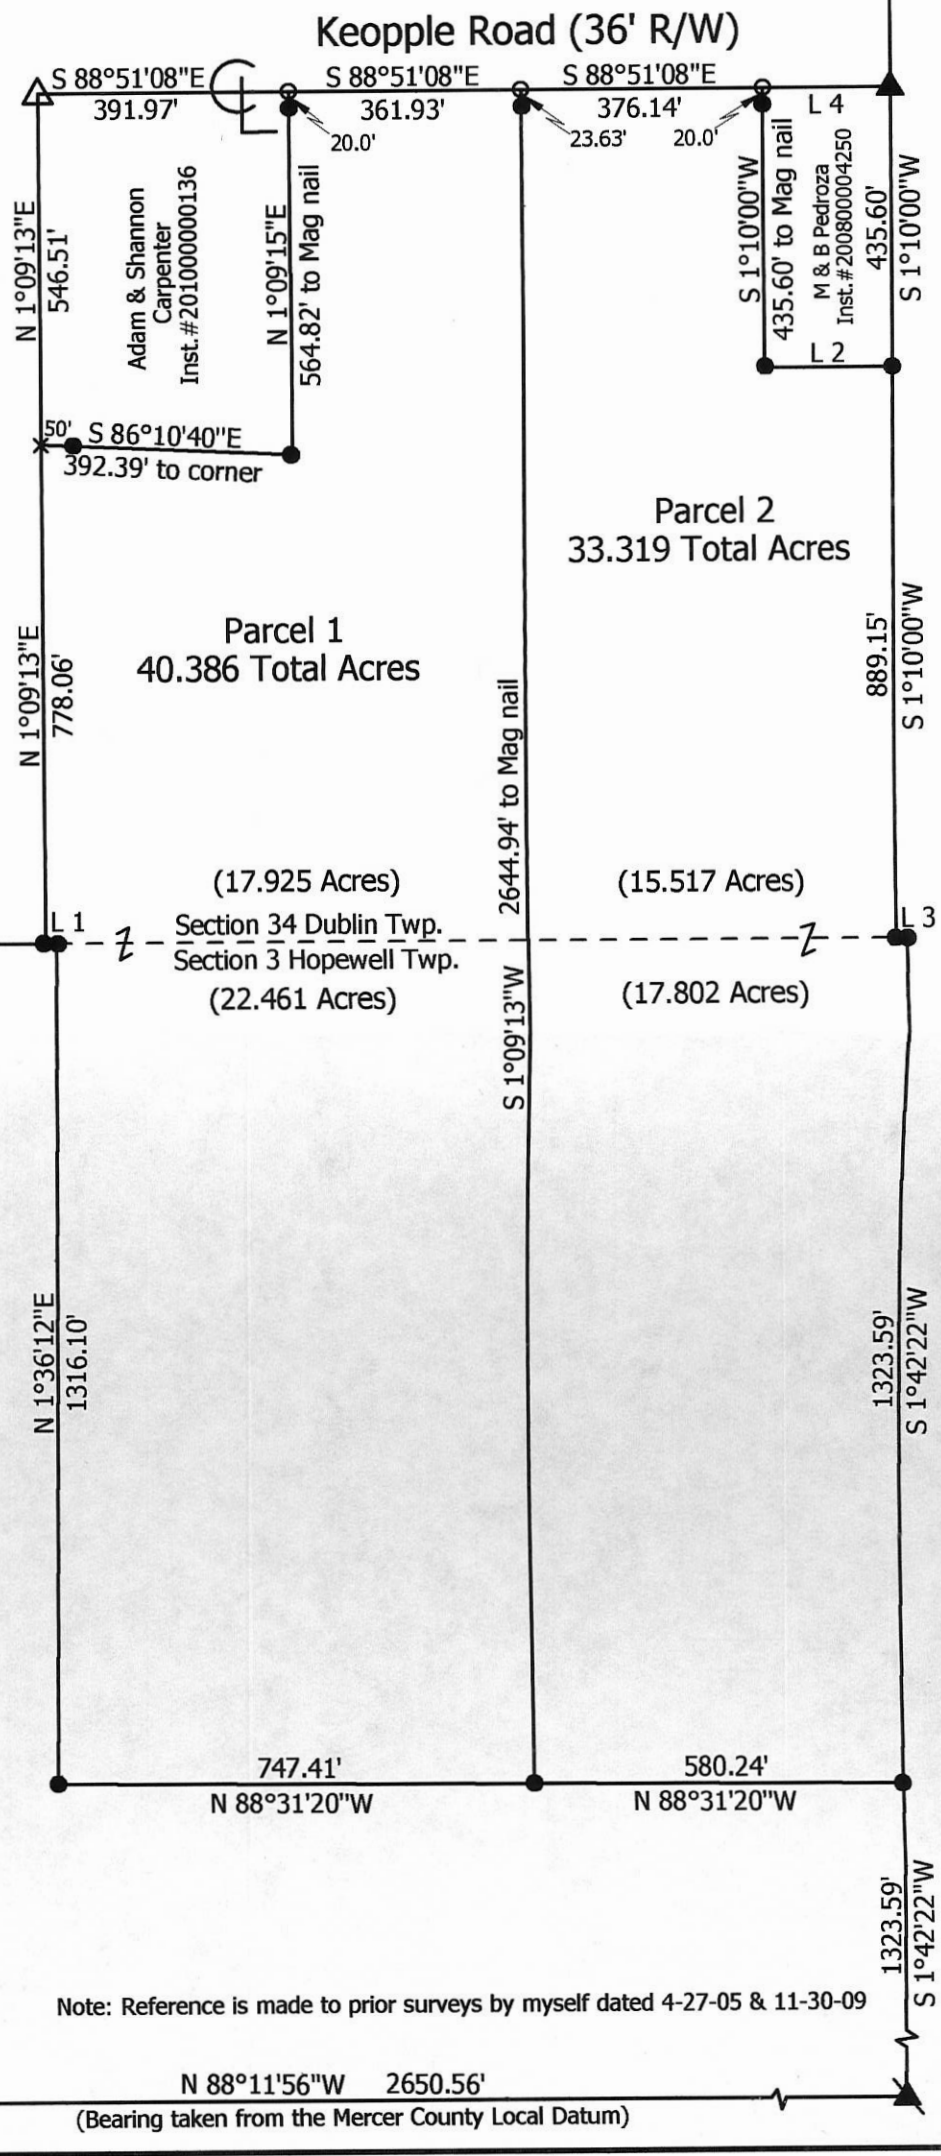 Keopple Road (36' R/W)
S 88°51'08"E
391.97'
CL
S 88°51'08"E
361.93'
S 88°51'08"E
376.14'
L 4
20.0'
23.63'
20.0'
N 1°09'13"E
546.51'
Adam & Shannon
Carpenter
Inst.#201000000136
N 1°09'15"E
564.82' to Mag nail
S 1°10'00"W
435.60' to Mag nail
M & B Pedroza
Inst.#200800004250
435.60'
S 1°10'00"W
L 2
50'
S 86°10'40"E
392.39' to corner
Parcel 2
33.319 Total Acres
Parcel 1
40.386 Total Acres
N 1°09'13"E
778.06'
2644.94' to Mag nail
S 1°09'13"W
889.15'
S 1°10'00"W
(17.925 Acres)
(15.517 Acres)
L 1
Section 34 Dublin Twp.
L 3
Z
Z
Section 3 Hopewell Twp.
(22.461 Acres)
(17.802 Acres)
N 1°36'12"E
1316.10'
1323.59'
S 1°42'22"W
747.41'
N 88°31'20"W
580.24'
N 88°31'20"W
1323.59'
S 1°42'22"W
Note: Reference is made to prior surveys by myself dated 4-27-05 & 11-30-09
N 88°11'56"W 2650.56'
(Bearing taken from the Mercer County Local Datum)